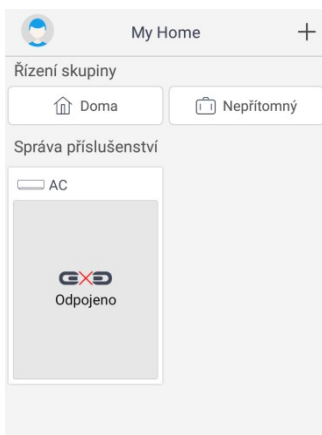 My Home
Řízení skupiny
Doma
Nepřítomný
Správa příslušenství
AC
Odpojeno